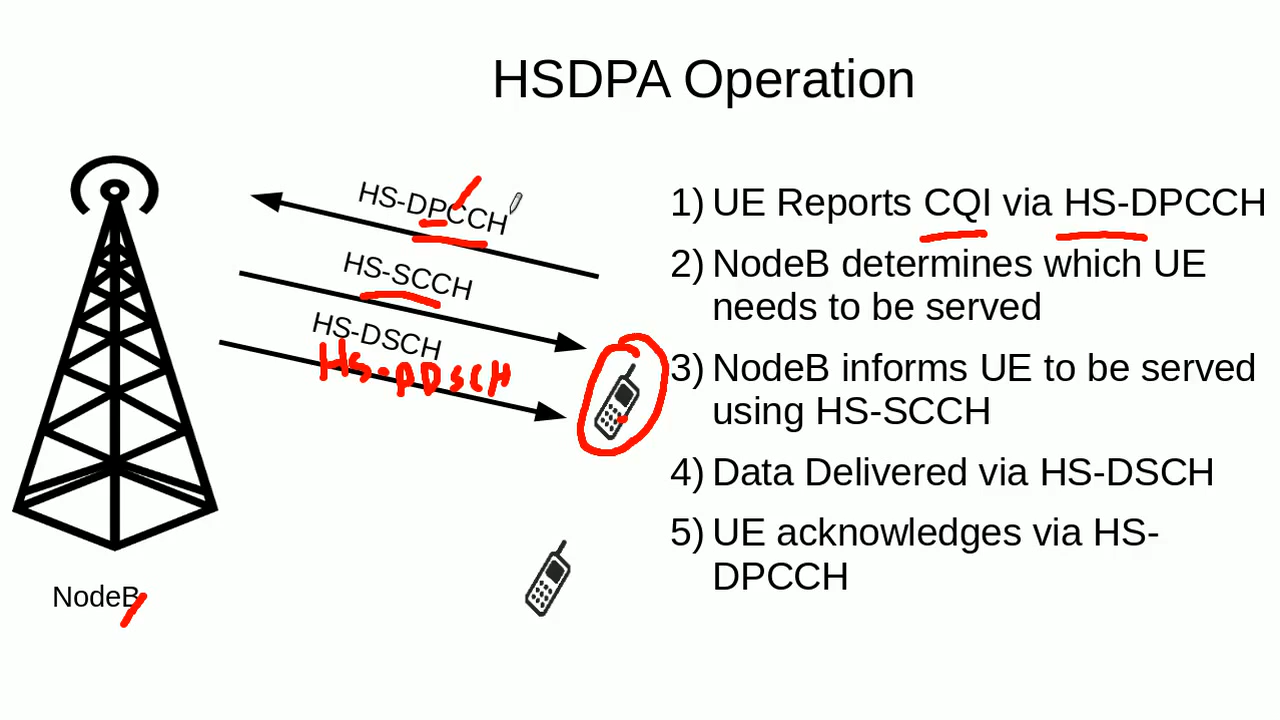 HSDPA Operation
HS-DPCCH
HS-SCCH
HS-DSCH
HS-PDSCH
NodeB
1) UE Reports CQI via HS-DPCCH
2) NodeB determines which UE
needs to be served
3) NodeB informs UE to be served
using HS-SCCH
4) Data Delivered via HS-DSCH
5) UE acknowledges via HS-
DPCCH